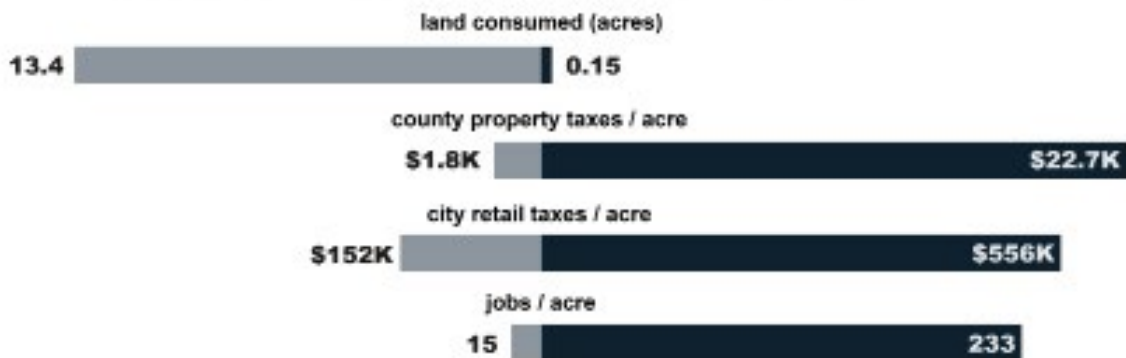 land consumed (acres)
13.4 0.15
county property taxes / acre
$1.8K $22.7K
city retail taxes / acre
$152K $556K
jobs / acre
15 233